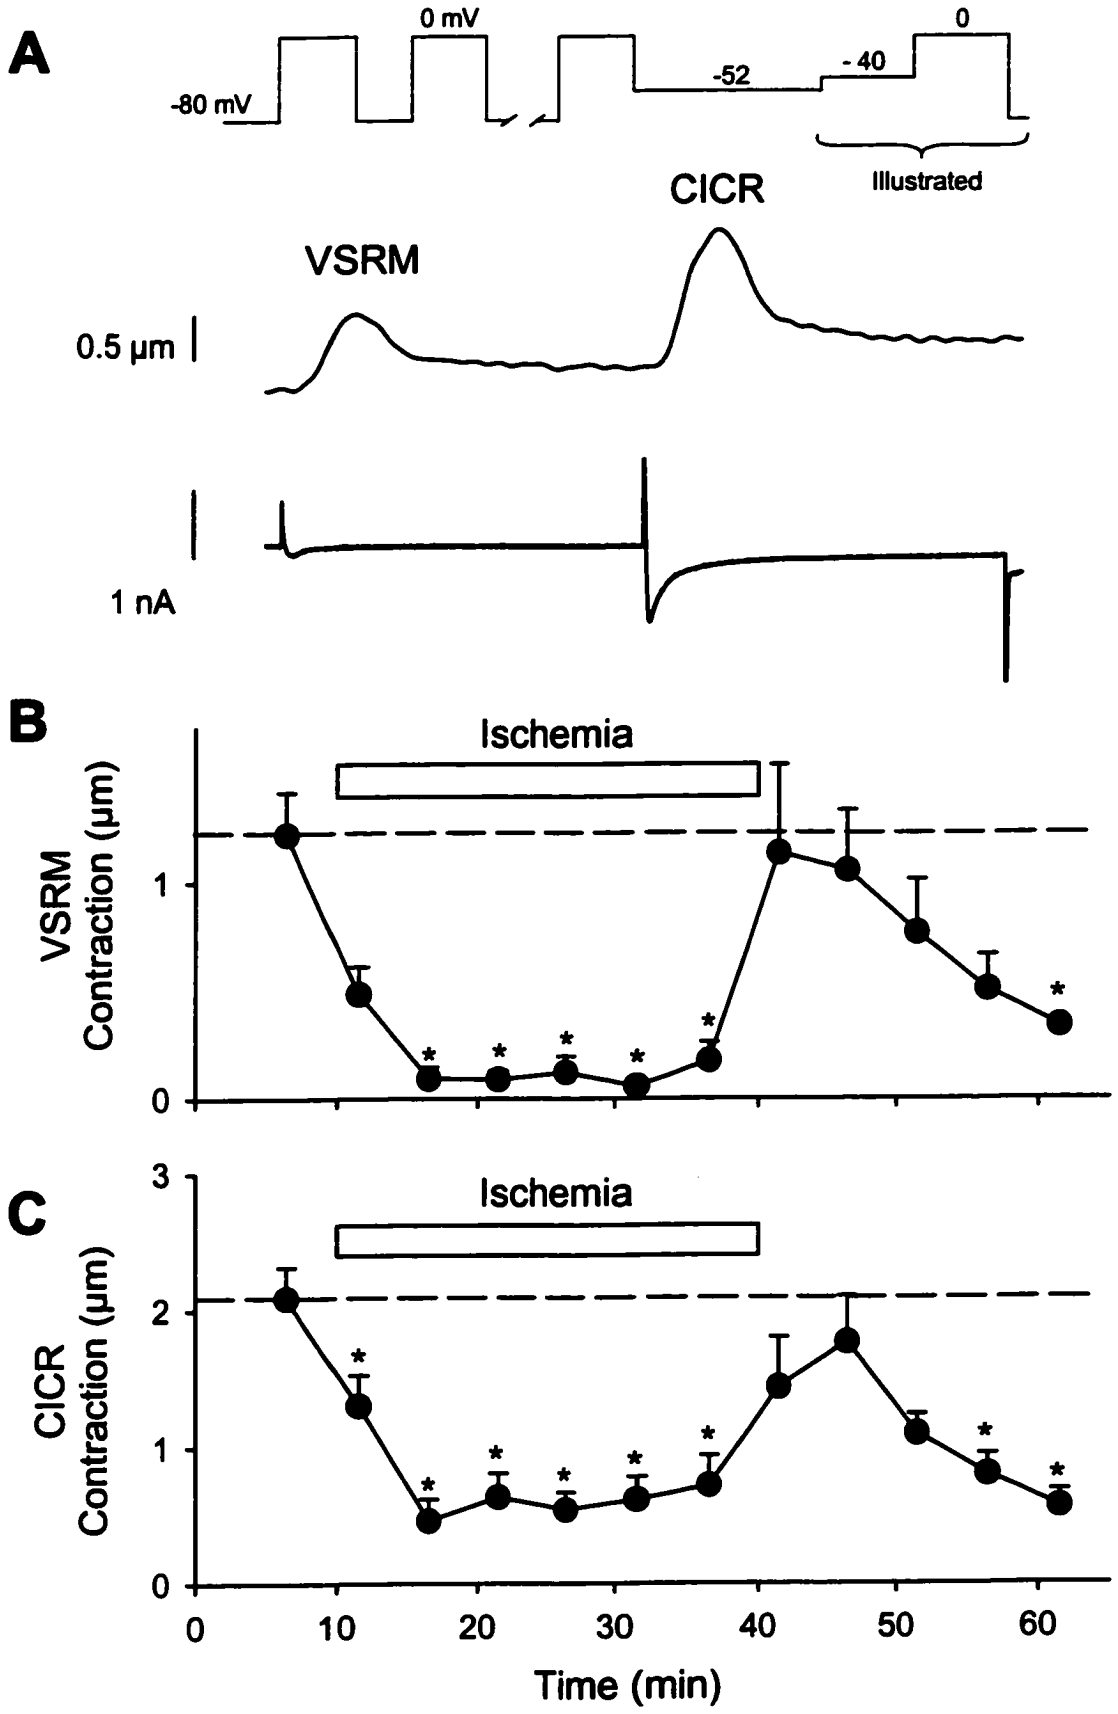 A
0 mV
0
-80 mV
-52
- 40
Illustrated
VSRM
CICR
0.5 µm
1 nA
B
Ischemia
VSRM
Contraction (µm)
1
0
* * * * * *
C
Ischemia
CICR
Contraction (µm)
3
2
1
0
* * * * * * * *
0 10 20 30 40 50 60
Time (min)